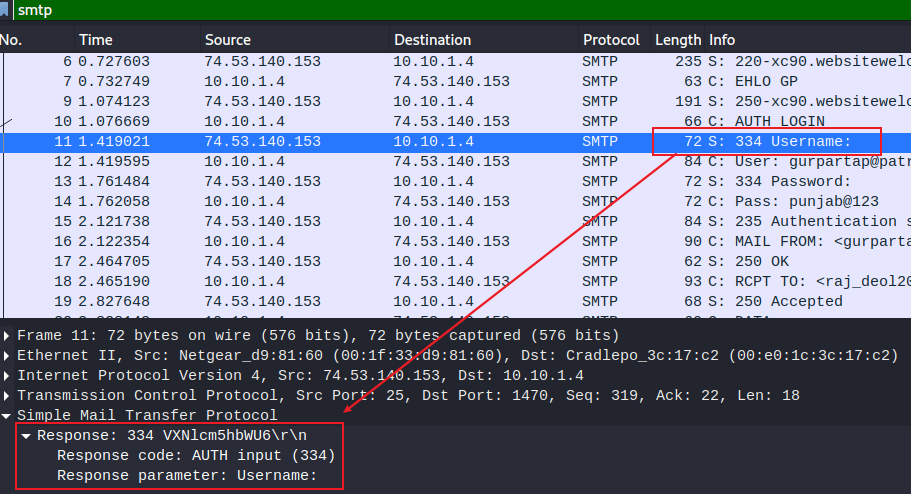 smtp
No. Time Source Destination Protocol Length Info
6 0.727603 74.53.140.153 10.10.1.4 SMTP 235 S: 220-xc90.websitewelc
7 0.732749 10.10.1.4 74.53.140.153 SMTP 63 C: EHLO GP
9 1.074123 74.53.140.153 10.10.1.4 SMTP 191 S: 250-xc90.websitewelc
10 1.076669 10.10.1.4 74.53.140.153 SMTP 66 C: AUTH LOGIN
11 1.419021 74.53.140.153 10.10.1.4 SMTP 72 S: 334 Username:
12 1.419595 10.10.1.4 74.53.140.153 SMTP 84 C: User: gurpartap@patr
13 1.761484 74.53.140.153 10.10.1.4 SMTP 72 S: 334 Password:
14 1.762058 10.10.1.4 74.53.140.153 SMTP 72 C: Pass: punjab@123
15 2.121738 74.53.140.153 10.10.1.4 SMTP 84 S: 235 Authentication s
16 2.122354 10.10.1.4 74.53.140.153 SMTP 90 C: MAIL FROM: <gurparta
17 2.464705 74.53.140.153 10.10.1.4 SMTP 62 S: 250 OK
18 2.465190 10.10.1.4 74.53.140.153 SMTP 93 C: RCPT TO: <raj_deol20
19 2.827648 74.53.140.153 10.10.1.4 SMTP 68 S: 250 Accepted
Frame 11: 72 bytes on wire (576 bits), 72 bytes captured (576 bits)
Ethernet II, Src: Netgear_d9:81:60 (00:1f:33:d9:81:60), Dst: Cradlepo_3c:17:c2 (00:e0:1c:3c:17:c2)
Internet Protocol Version 4, Src: 74.53.140.153, Dst: 10.10.1.4
Transmission Control Protocol, Src Port: 25, Dst Port: 1470, Seq: 319, Ack: 22, Len: 18
Simple Mail Transfer Protocol
Response: 334 VXNlcm5hbWU6\r\n
Response code: AUTH input (334)
Response parameter: Username: